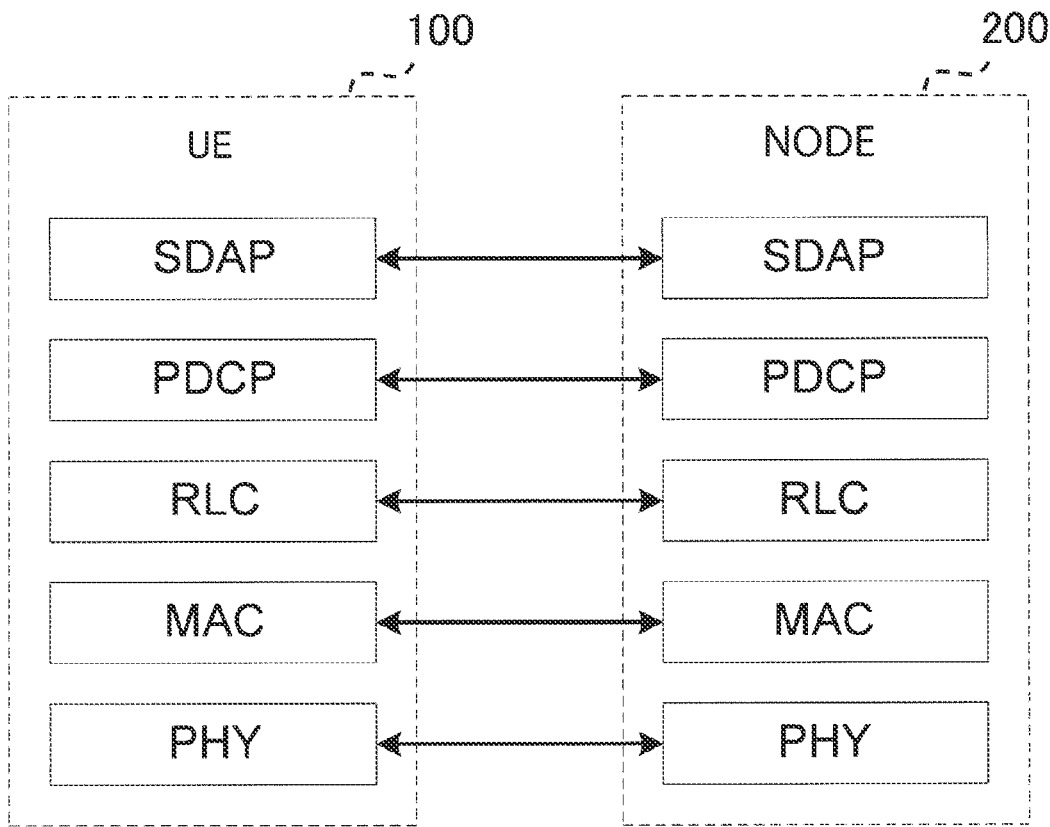 100
200
UE
NODE
SDAP
SDAP
PDCP
PDCP
RLC
RLC
MAC
MAC
PHY
PHY